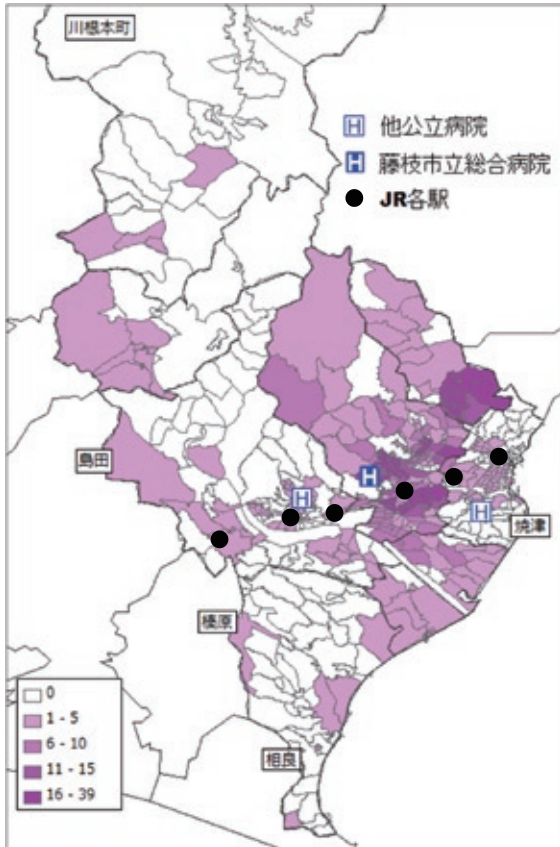 川根本町
他公立病院
藤枝市立総合病院
JR各駅
島田
焼津
榛原
相良
0
1 - 5
6 - 10
11 - 15
16 - 39